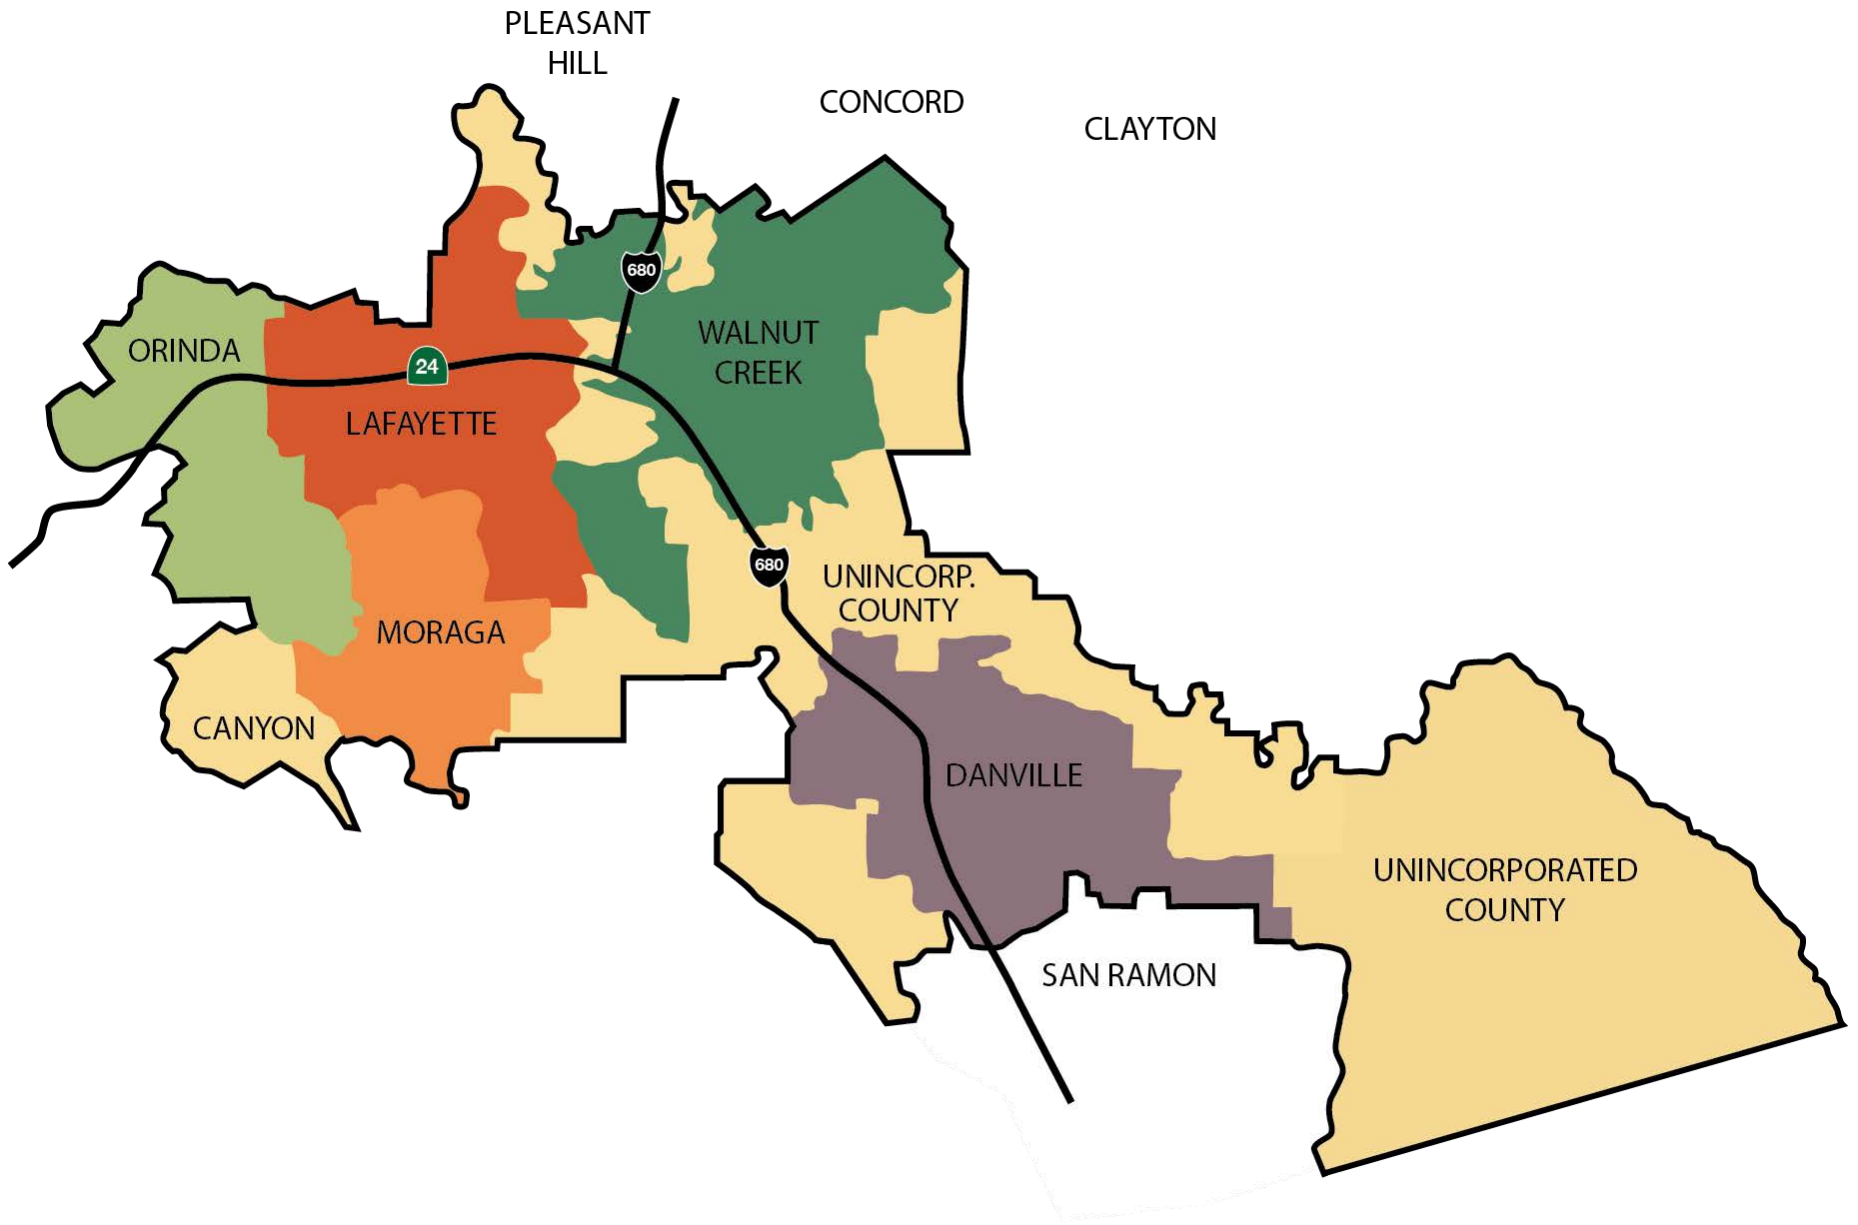 PLEASANT
HILL
CONCORD
CLAYTON
680
WALNUT
CREEK
ORINDA
24
LAFAYETTE
680
UNINCORP.
COUNTY
MORAGA
CANYON
DANVILLE
UNINCORPORATED
COUNTY
SAN RAMON